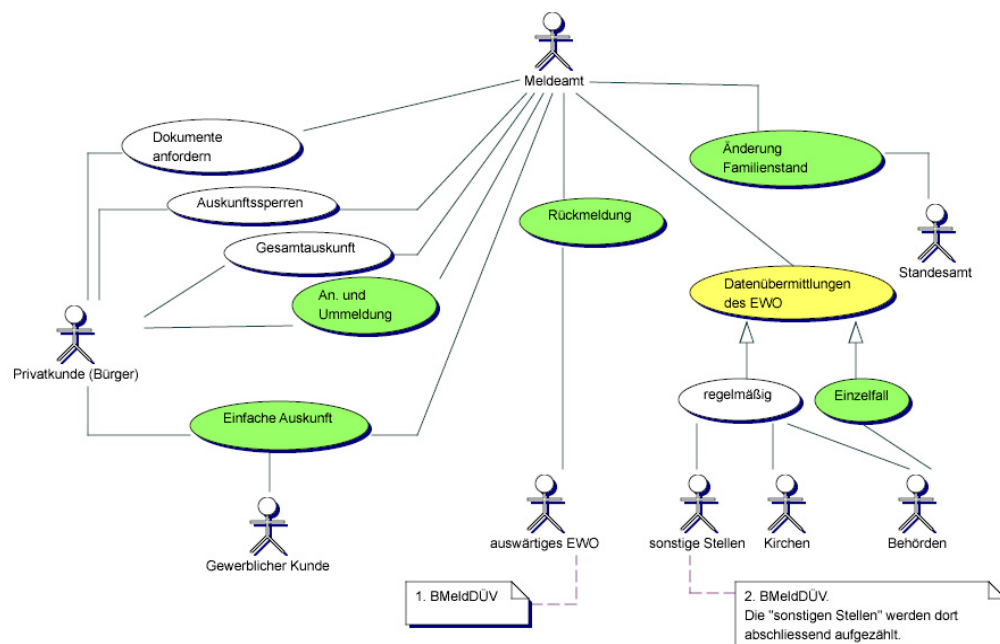 Meldeamt
Dokumente
anfordern
Änderung
Familienstand
Auskunftssperren
Rückmeldung
Gesamtauskunft
Standesamt
An. und
Ummeldung
Datenübermittlungen
des EWO
Privatkunde (Bürger)
regelmäßig
Einzelfall
Einfache Auskunft
auswärtiges EWO
sonstige Stellen
Kirchen
Behörden
Gewerblicher Kunde
1. BMeldDÜV
2. BMeldDÜV.
Die "sonstigen Stellen" werden dort
abschliessend aufgezählt.